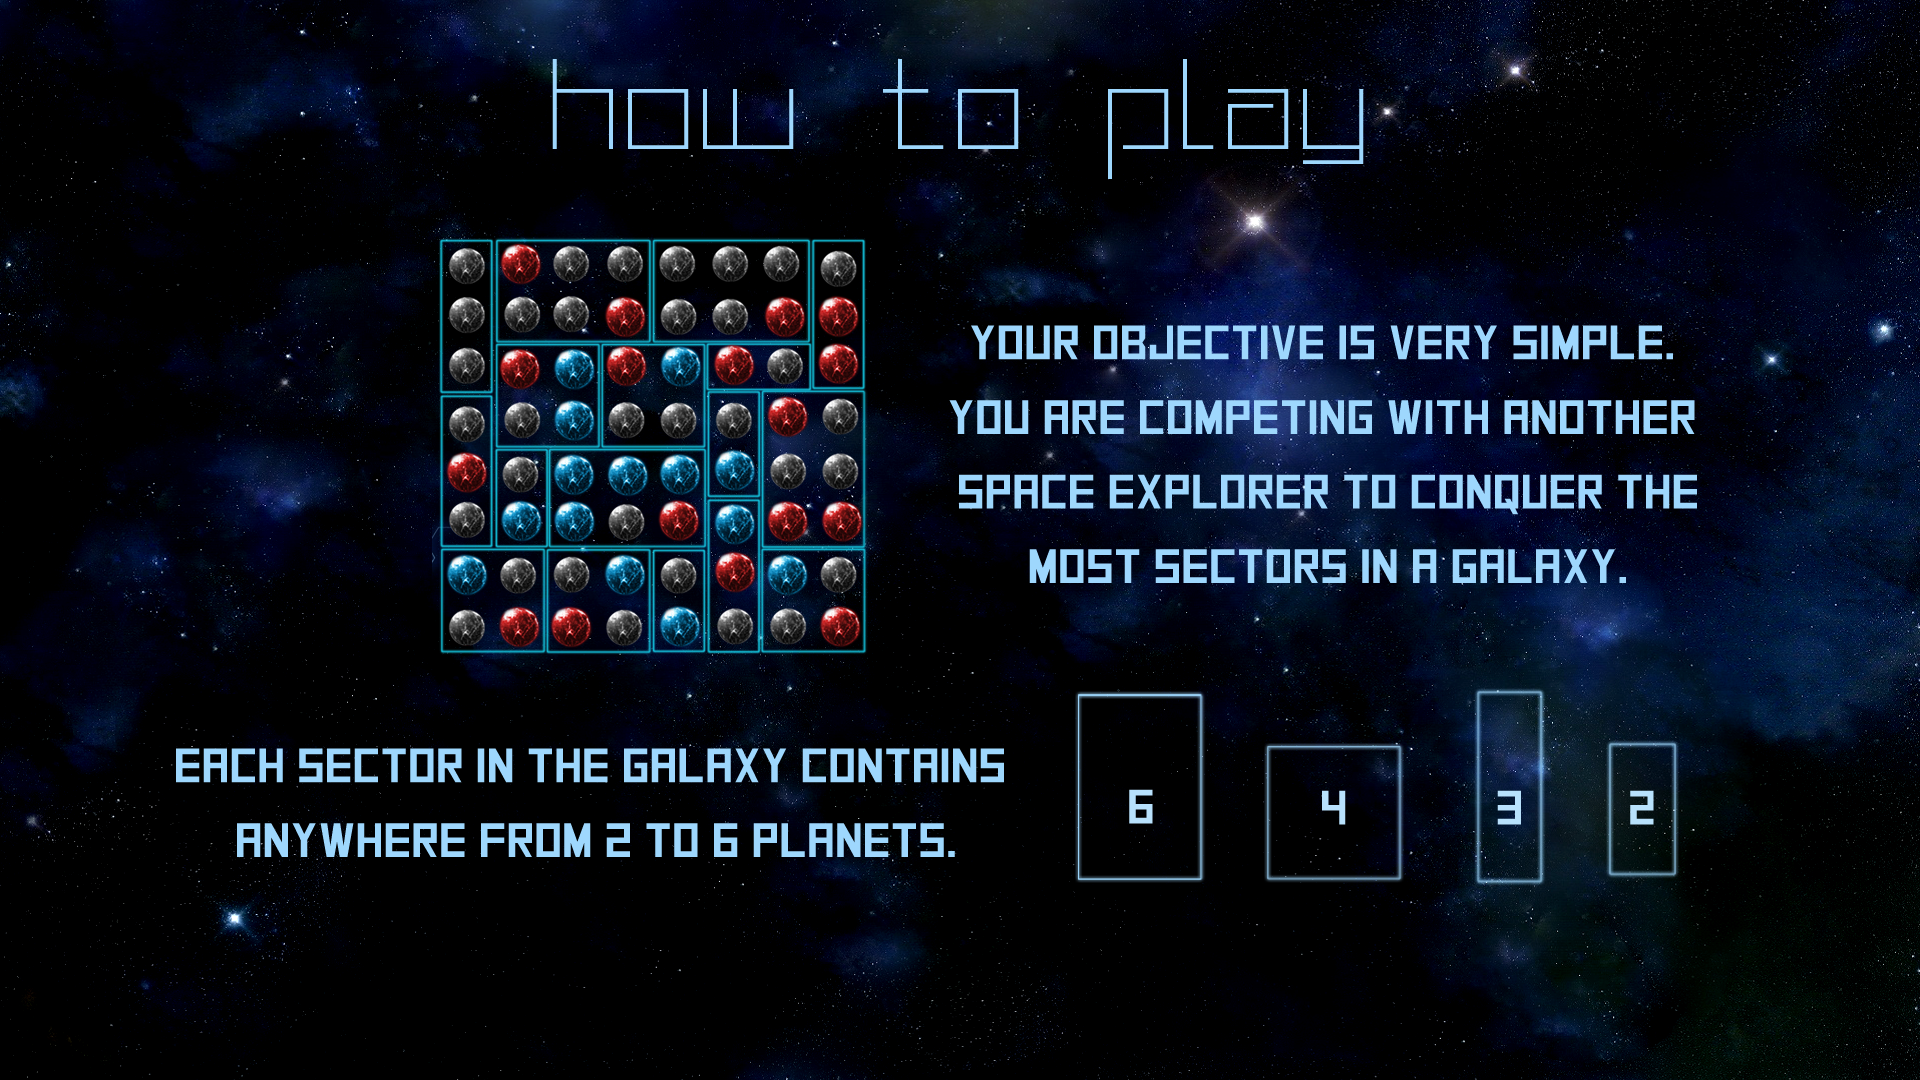 how to play
YOUR OBJECTIVE IS VERY SIMPLE.
YOU ARE COMPETING WITH ANOTHER
SPACE EXPLORER TO CONQUER THE
MOST SECTORS IN A GALAXY.
EACH SECTOR IN THE GALAXY CONTAINS
ANYWHERE FROM 2 TO 6 PLANETS.
6 4 3 2